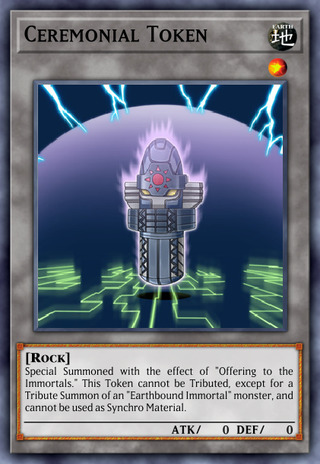 CEREMONIAL TOKEN
EARTH
地
[ROCK]
Special Summoned with the effect of "Offering to the
Immortals." This Token cannot be Tributed, except for a
Tribute Summon of an "Earthbound Immortal" monster, and
cannot be used as Synchro Material.
ATK/ 0 DEF/ 0